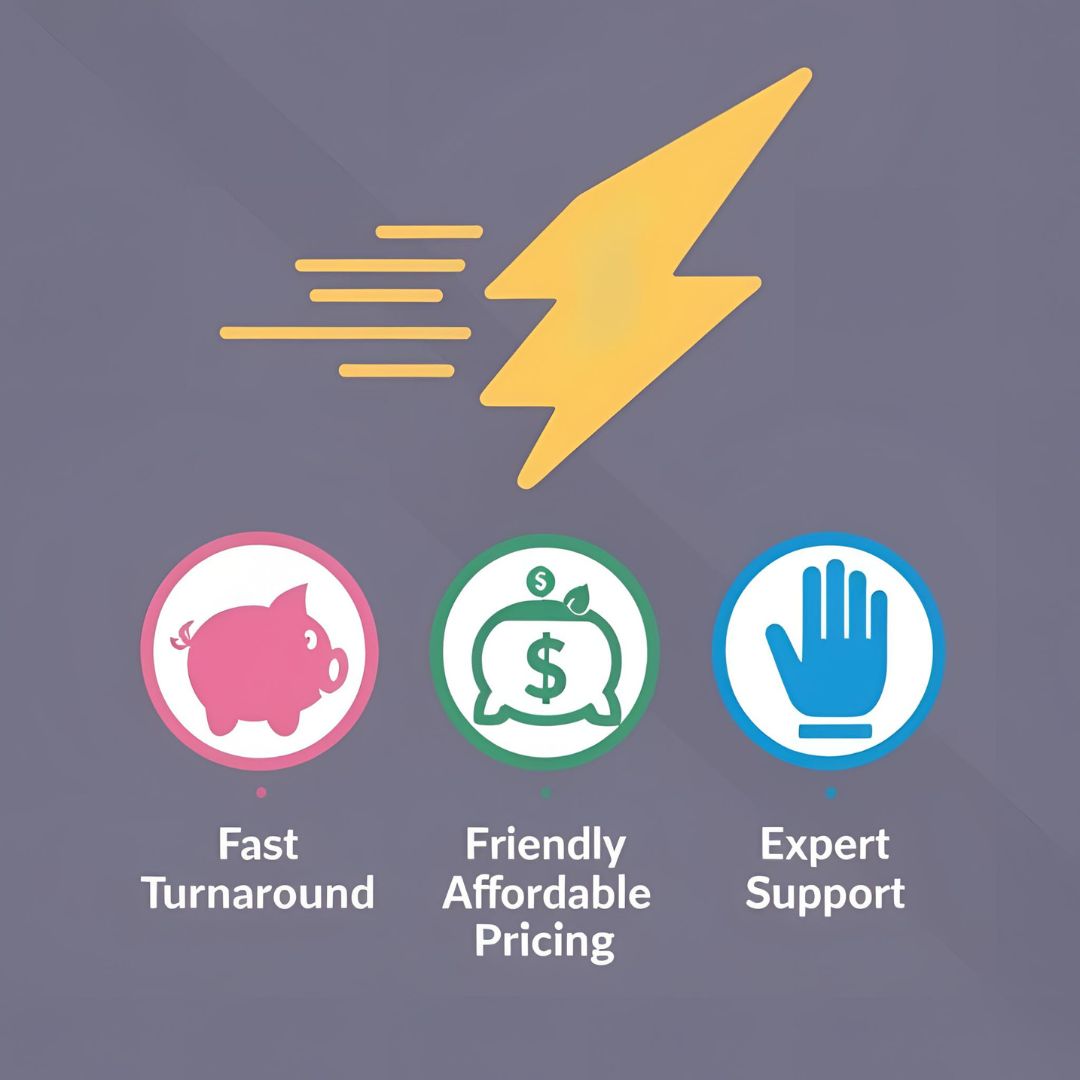 $
$
Fast
Turnaround
Friendly
Affordable
Pricing
Expert
Support